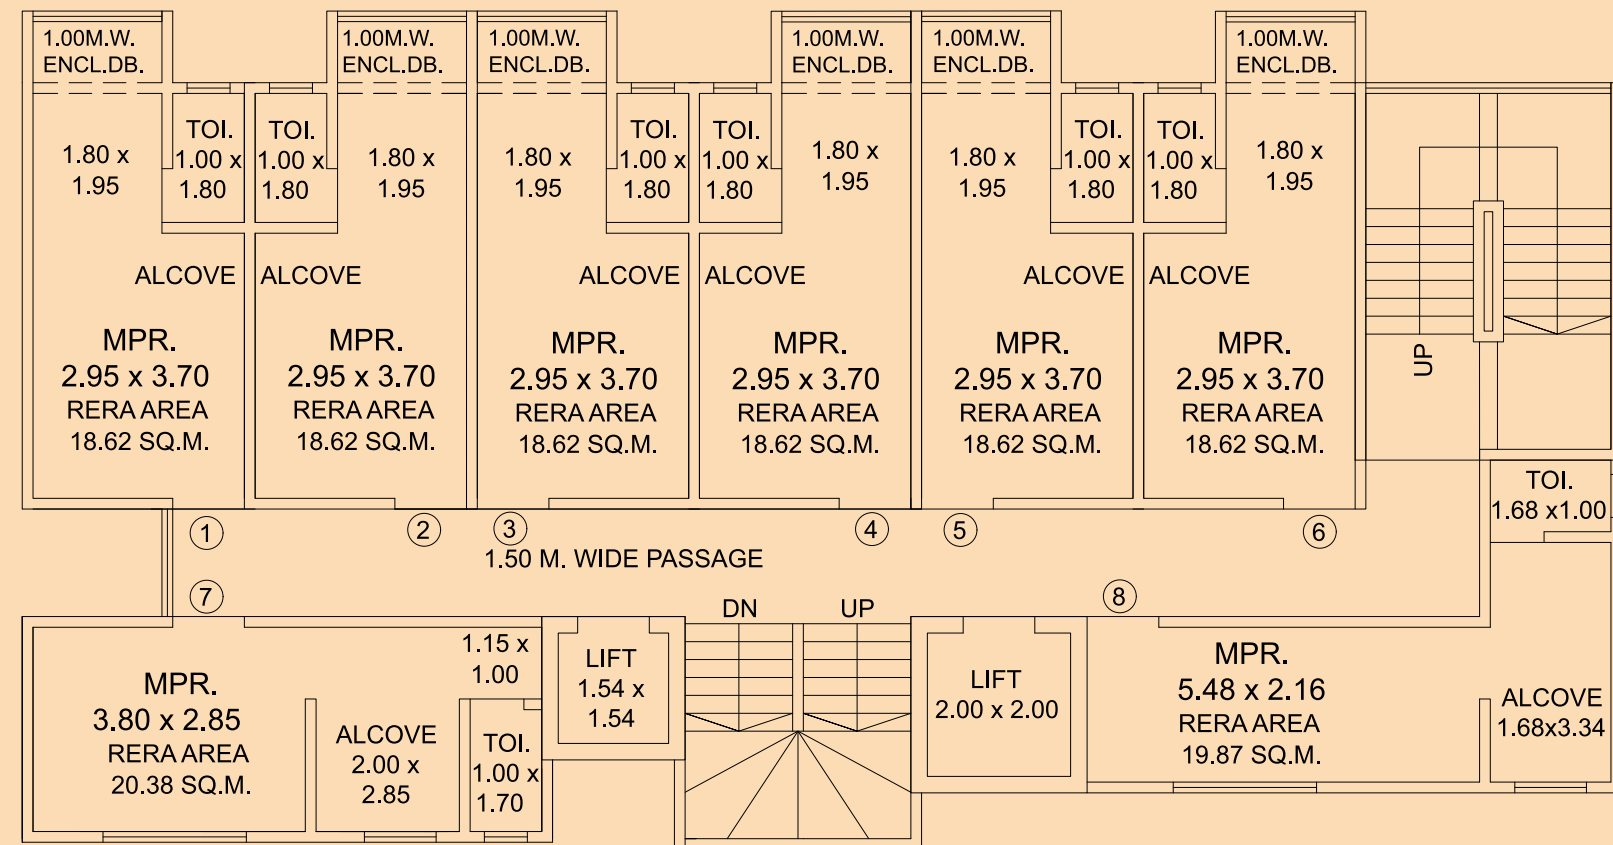 1.00M.W.
ENCL.DB.
1.00M.W.
ENCL.DB.
1.00M.W.
ENCL.DB.
1.00M.W.
ENCL.DB.
1.00M.W.
ENCL.DB.
1.00M.W.
ENCL.DB.
1.80 x
1.95
TOI.
1.00 x
1.80
TOI.
1.00 x
1.80
1.80 x
1.95
1.80 x
1.95
TOI.
1.00 x
1.80
TOI.
1.00 x
1.80
1.80 x
1.95
1.80 x
1.95
TOI.
1.00 x
1.80
TOI.
1.00 x
1.80
1.80 x
1.95
ALCOVE
ALCOVE
ALCOVE
ALCOVE
ALCOVE
ALCOVE
MPR.
2.95 x 3.70
RERA AREA
18.62 SQ.M.
MPR.
2.95 x 3.70
RERA AREA
18.62 SQ.M.
MPR.
2.95 x 3.70
RERA AREA
18.62 SQ.M.
MPR.
2.95 x 3.70
RERA AREA
18.62 SQ.M.
MPR.
2.95 x 3.70
RERA AREA
18.62 SQ.M.
MPR.
2.95 x 3.70
RERA AREA
18.62 SQ.M.
UP
TOI.
1.68 x1.00
1
2
3
4
5
6
1.50 M. WIDE PASSAGE
7
8
DN
UP
MPR.
3.80 x 2.85
RERA AREA
20.38 SQ.M.
ALCOVE
2.00 x
2.85
1.15 x
1.00
TOI.
1.00 x
1.70
LIFT
1.54 x
1.54
LIFT
2.00 x 2.00
MPR.
5.48 x 2.16
RERA AREA
19.87 SQ.M.
ALCOVE
1.68x3.34